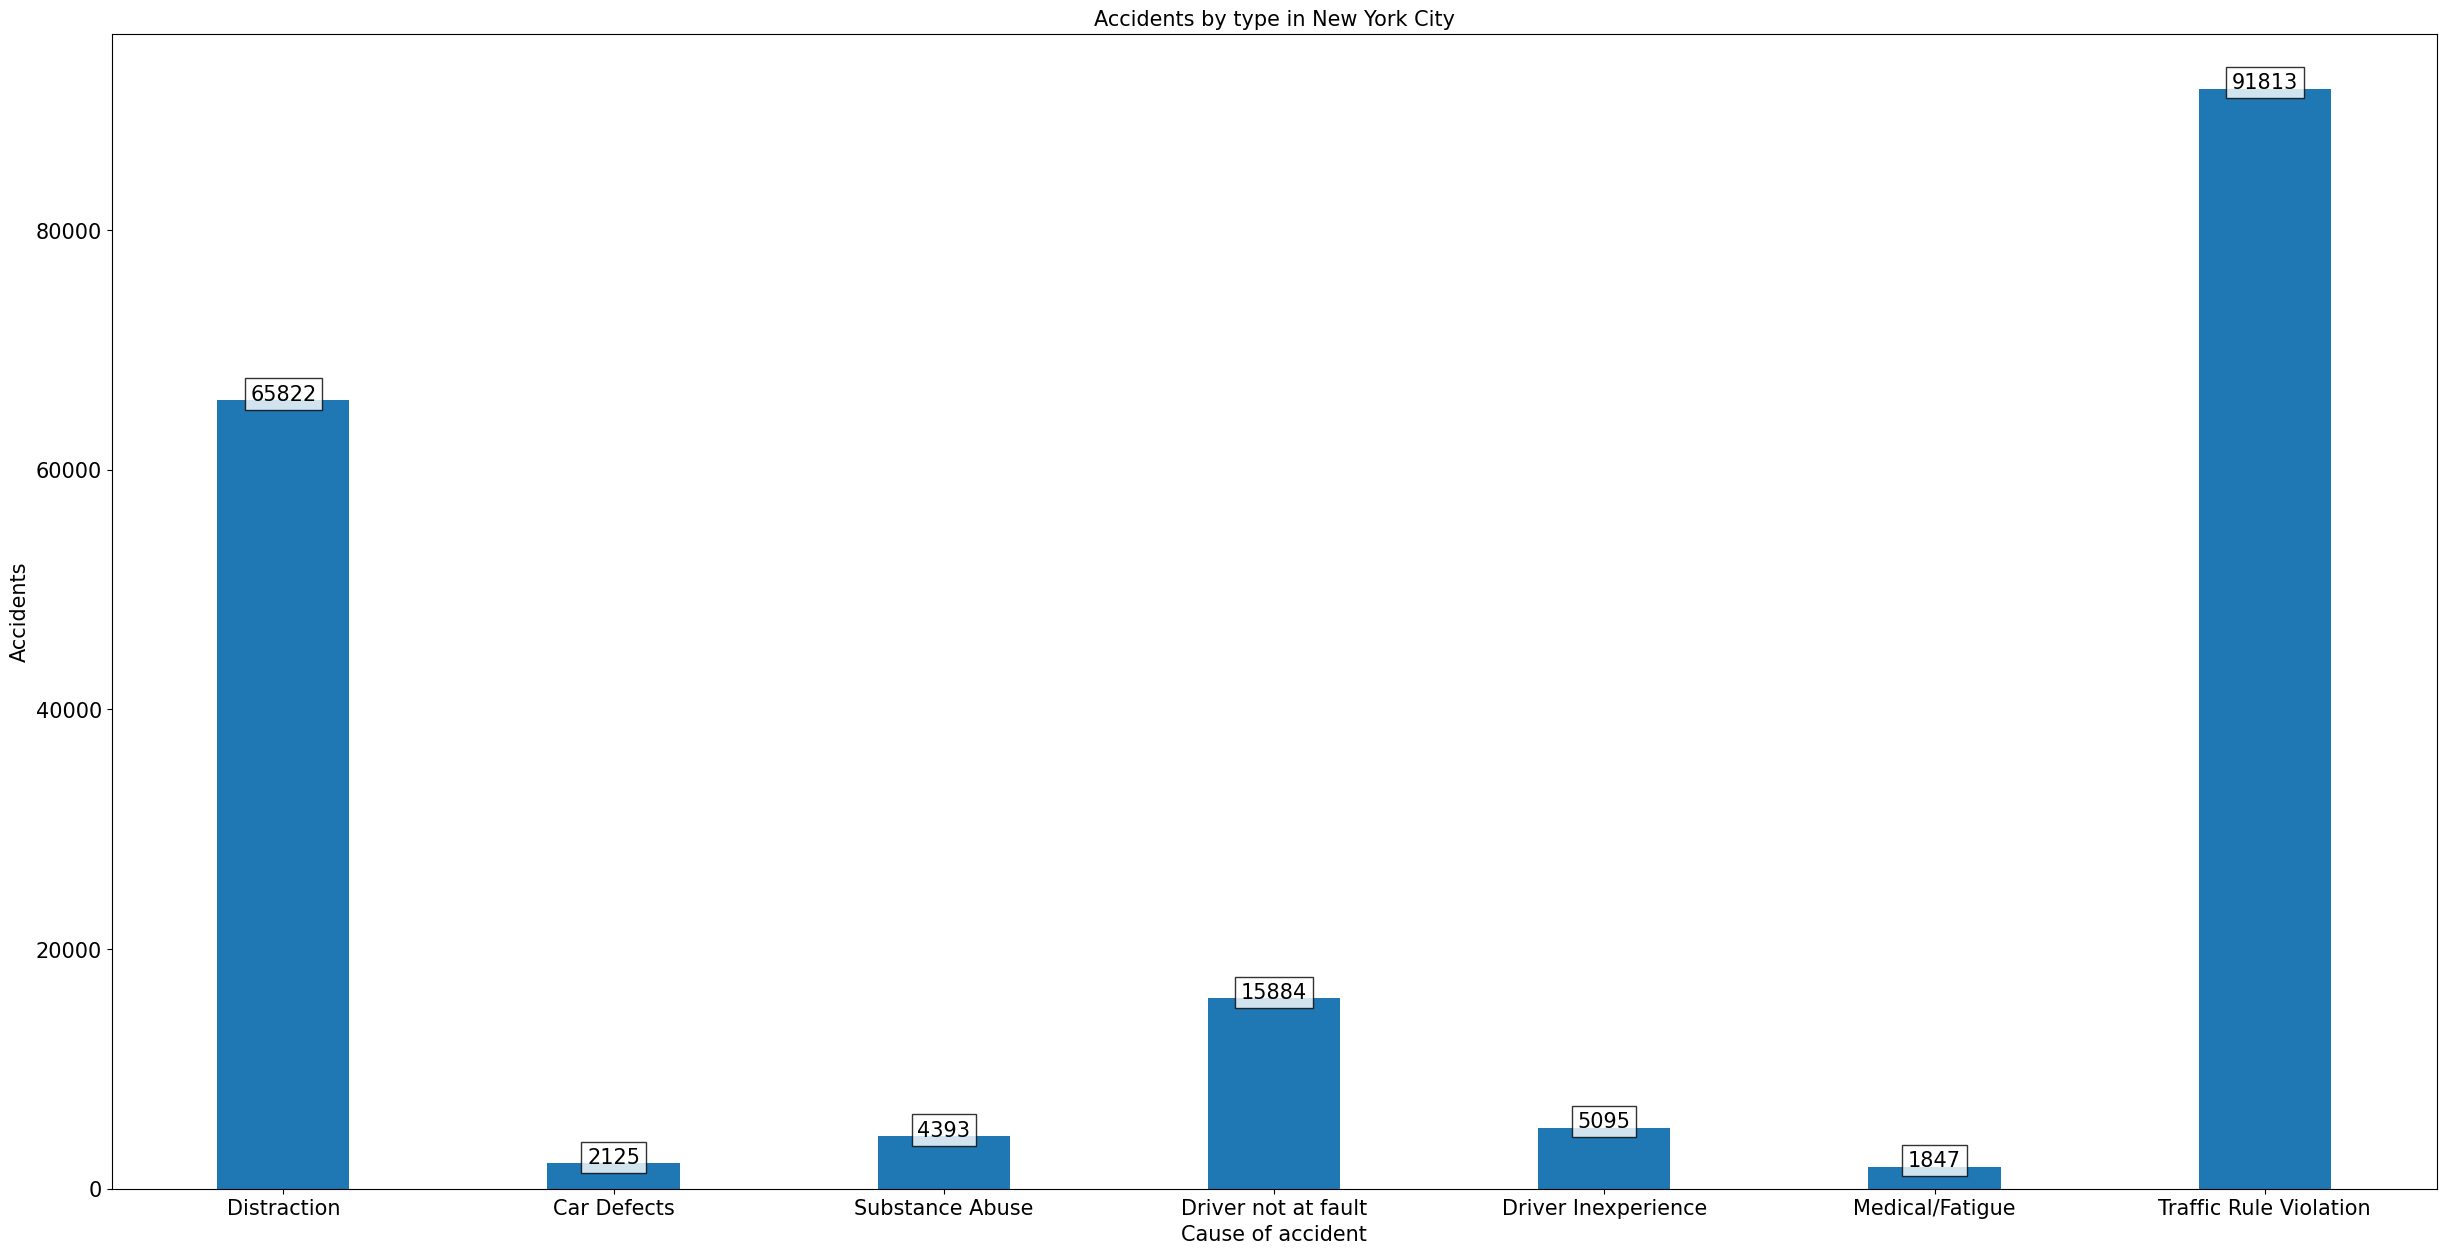 Accidents by type in New York City
Accidents
80000
60000
40000
20000
0
65822
2125
4393
15884
5095
1847
91813
Distraction
Car Defects
Substance Abuse
Driver not at fault
Driver Inexperience
Medical/Fatigue
Traffic Rule Violation
Cause of accident